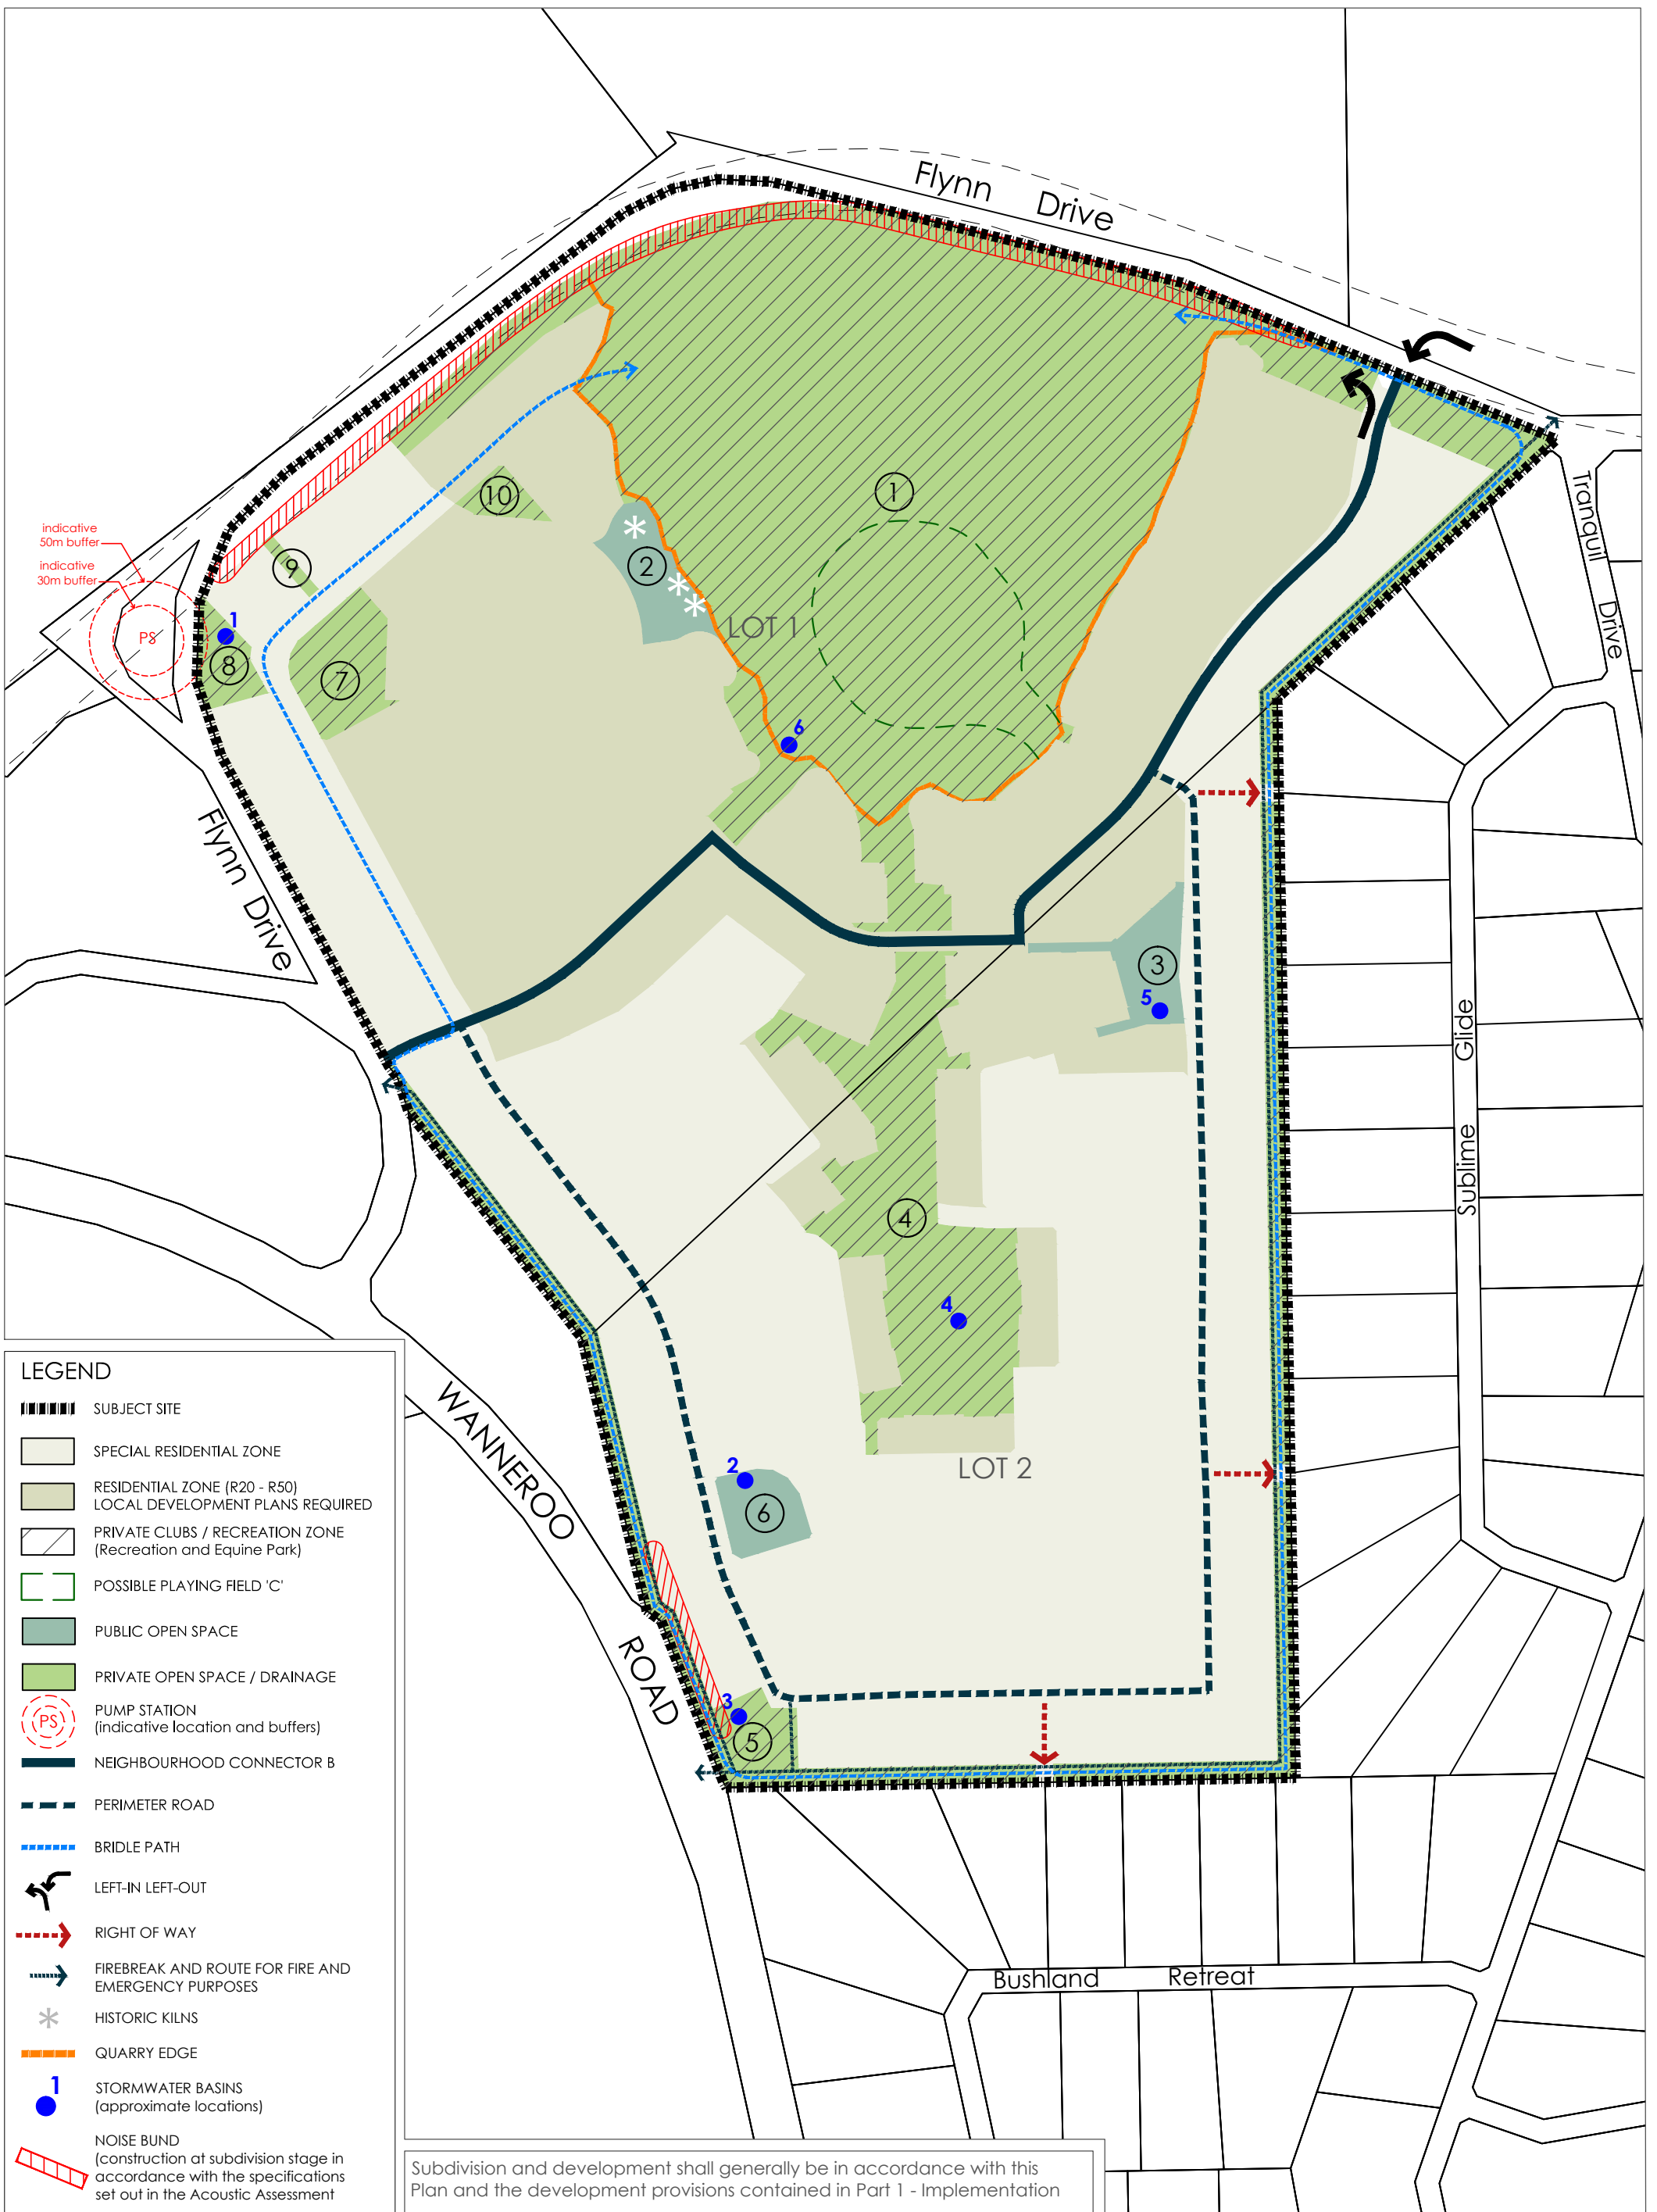 Flynn Drive
Tranquil Drive
indicative
50m buffer
indicative
30m buffer
PS
1
8
9
10
7
2
LOT 1
1
6
Flynn Drive
3
5
Sublime Glide
4
4
WANNEROO ROAD
2
6
LOT 2
3
5
Bushland Retreat
LEGEND
SUBJECT SITE
SPECIAL RESIDENTIAL ZONE
RESIDENTIAL ZONE (R20 - R50)
LOCAL DEVELOPMENT PLANS REQUIRED
PRIVATE CLUBS / RECREATION ZONE
(Recreation and Equine Park)
POSSIBLE PLAYING FIELD 'C'
PUBLIC OPEN SPACE
PRIVATE OPEN SPACE / DRAINAGE
PS
PUMP STATION
(indicative location and buffers)
NEIGHBOURHOOD CONNECTOR B
PERIMETER ROAD
BRIDLE PATH
LEFT-IN LEFT-OUT
RIGHT OF WAY
FIREBREAK AND ROUTE FOR FIRE AND
EMERGENCY PURPOSES
HISTORIC KILNS
QUARRY EDGE
1
STORMWATER BASINS
(approximate locations)
NOISE BUND
(construction at subdivision stage in
accordance with the specifications
set out in the Acoustic Assessment
Subdivision and development shall generally be in accordance with this
Plan and the development provisions contained in Part 1 - Implementation